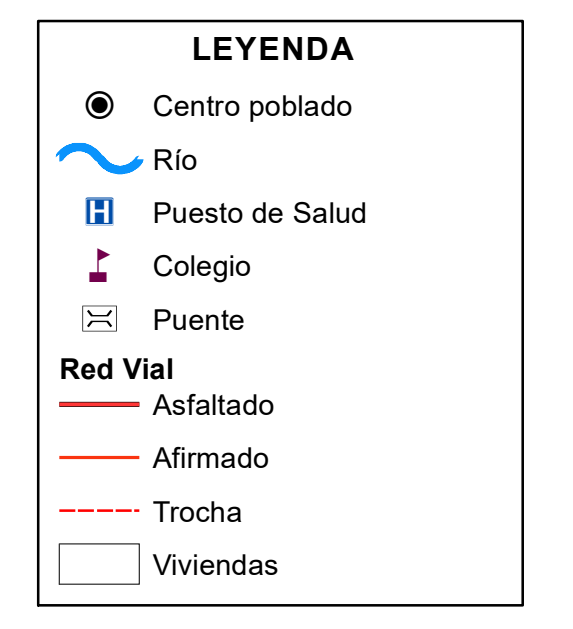 LEYENDA
Centro poblado
Río
H Puesto de Salud
Colegio
Puente
Red Vial
Asfaltado
Afirmado
Trocha
Viviendas